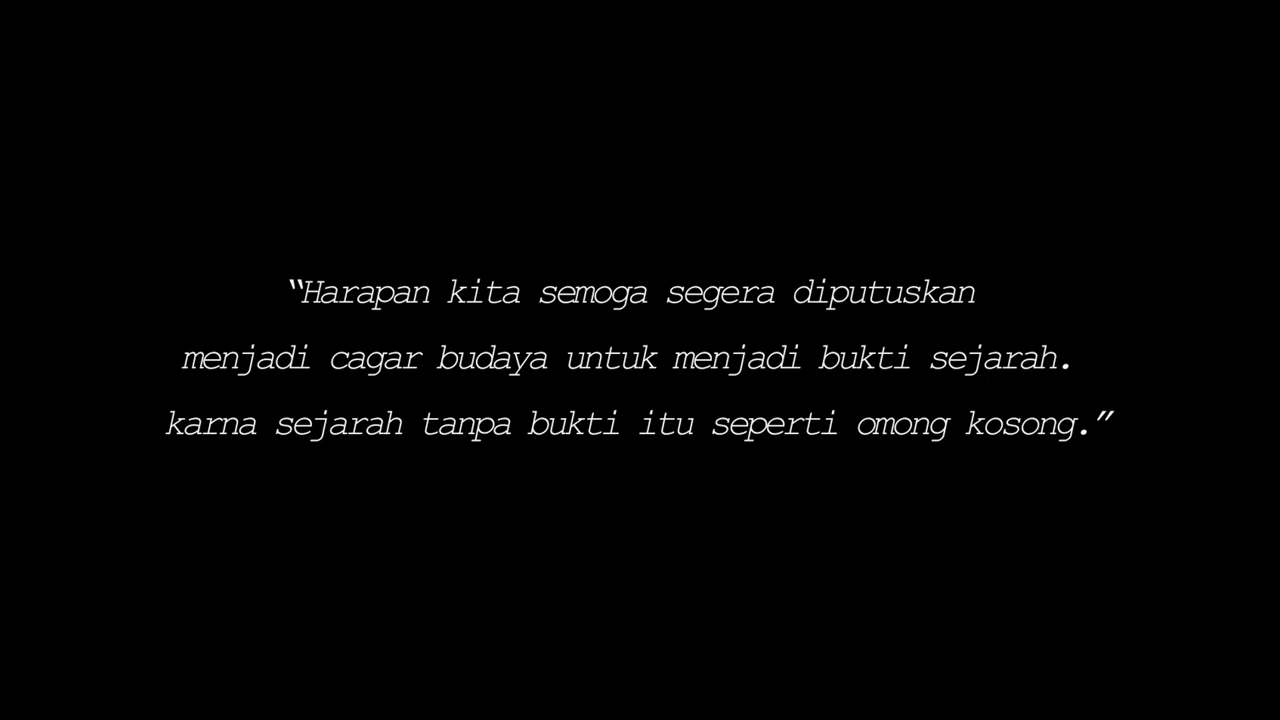 “Harapan kita semoga segera diputuskan
menjadi cagar budaya untuk menjadi bukti sejarah.
karna sejarah tanpa bukti itu seperti omong kosong.”